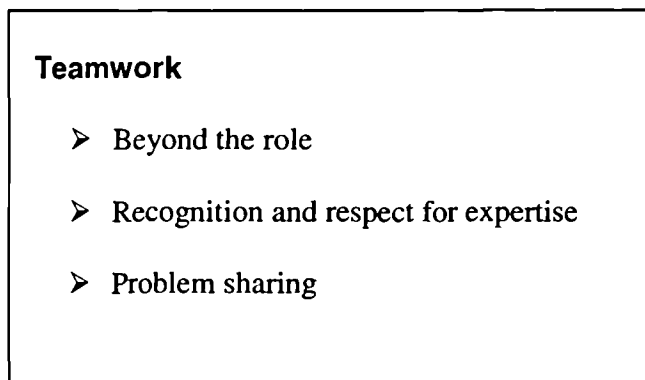 Teamwork
➤ Beyond the role
➤ Recognition and respect for expertise
➤ Problem sharing